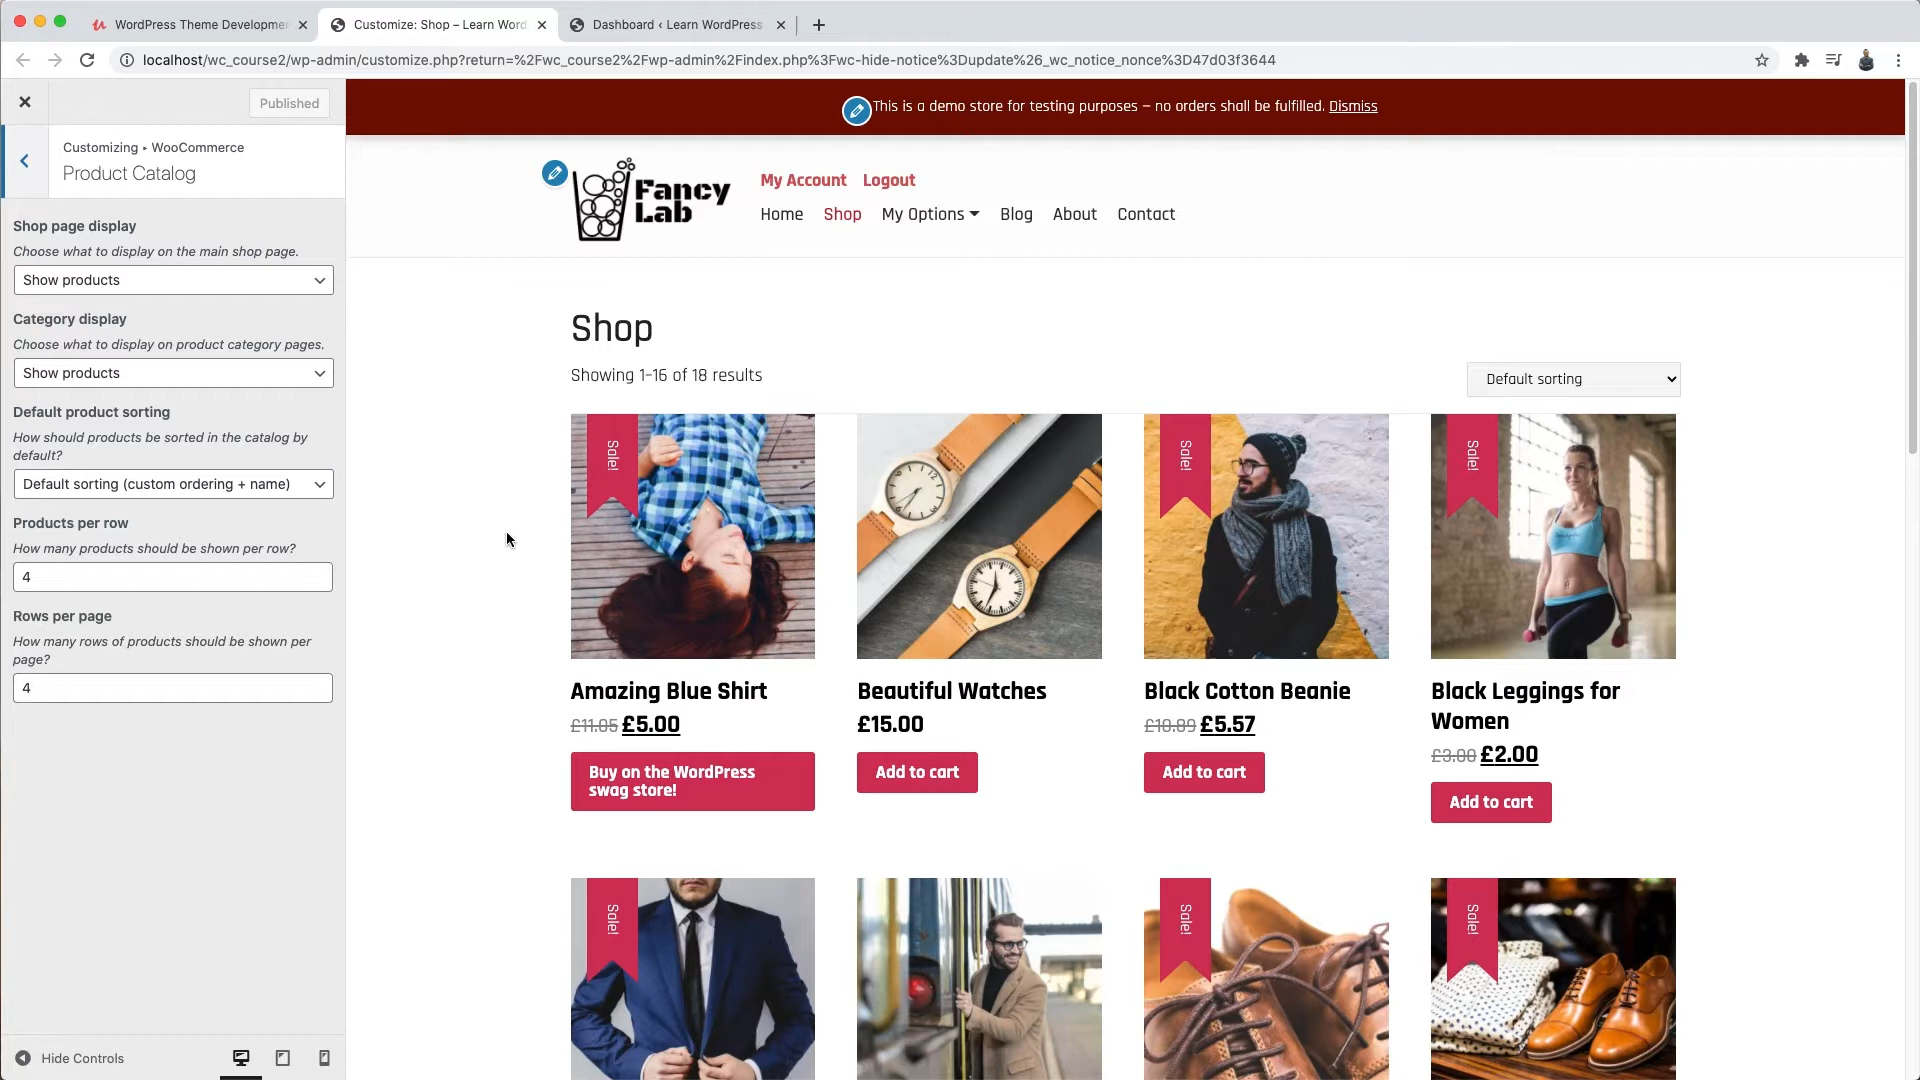 WordPress Theme Developmen
Customize: Shop – Learn Word
Dashboard ‹ Learn WordPress
localhost/wc_course2/wp-admin/customize.php?return=%2Fwc_course2%2Fwp-admin%2Findex.php%3Fwc-hide-notice%3Dupdate%26_wc_notice_nonce%3D47d03f3644
Published
Customizing ▸ WooCommerce
Product Catalog
Shop page display
Choose what to display on the main shop page.
Show products
Category display
Choose what to display on product category pages.
Show products
Default product sorting
How should products be sorted in the catalog by
default?
Default sorting (custom ordering + name)
Products per row
How many products should be shown per row?
4
Rows per page
How many rows of products should be shown per
page?
4
Hide Controls
This is a demo store for testing purposes — no orders shall be fulfilled. Dismiss
Fancy
Lab
My Account Logout
Home Shop My Options Blog About Contact
Shop
Showing 1–16 of 18 results
Default sorting
Sale!
Sale!
Sale!
Amazing Blue Shirt
£11.05 £5.00
Buy on the WordPress
swag store!
Beautiful Watches
£15.00
Add to cart
Black Cotton Beanie
£10.89 £5.57
Add to cart
Black Leggings for
Women
£3.00 £2.00
Add to cart
Sale!
Sale!
Sale!